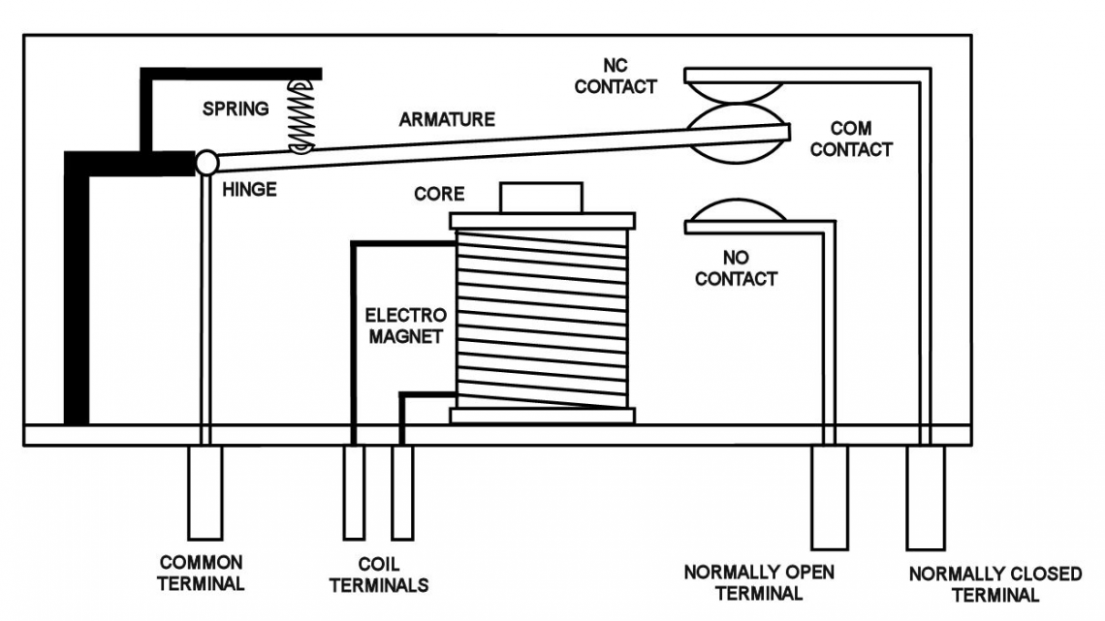 NC
CONTACT
SPRING
ARMATURE
COM
CONTACT
HINGE
CORE
NO
CONTACT
ELECTRO
MAGNET
COMMON
TERMINAL
COIL
TERMINALS
NORMALLY OPEN
TERMINAL
NORMALLY CLOSED
TERMINAL